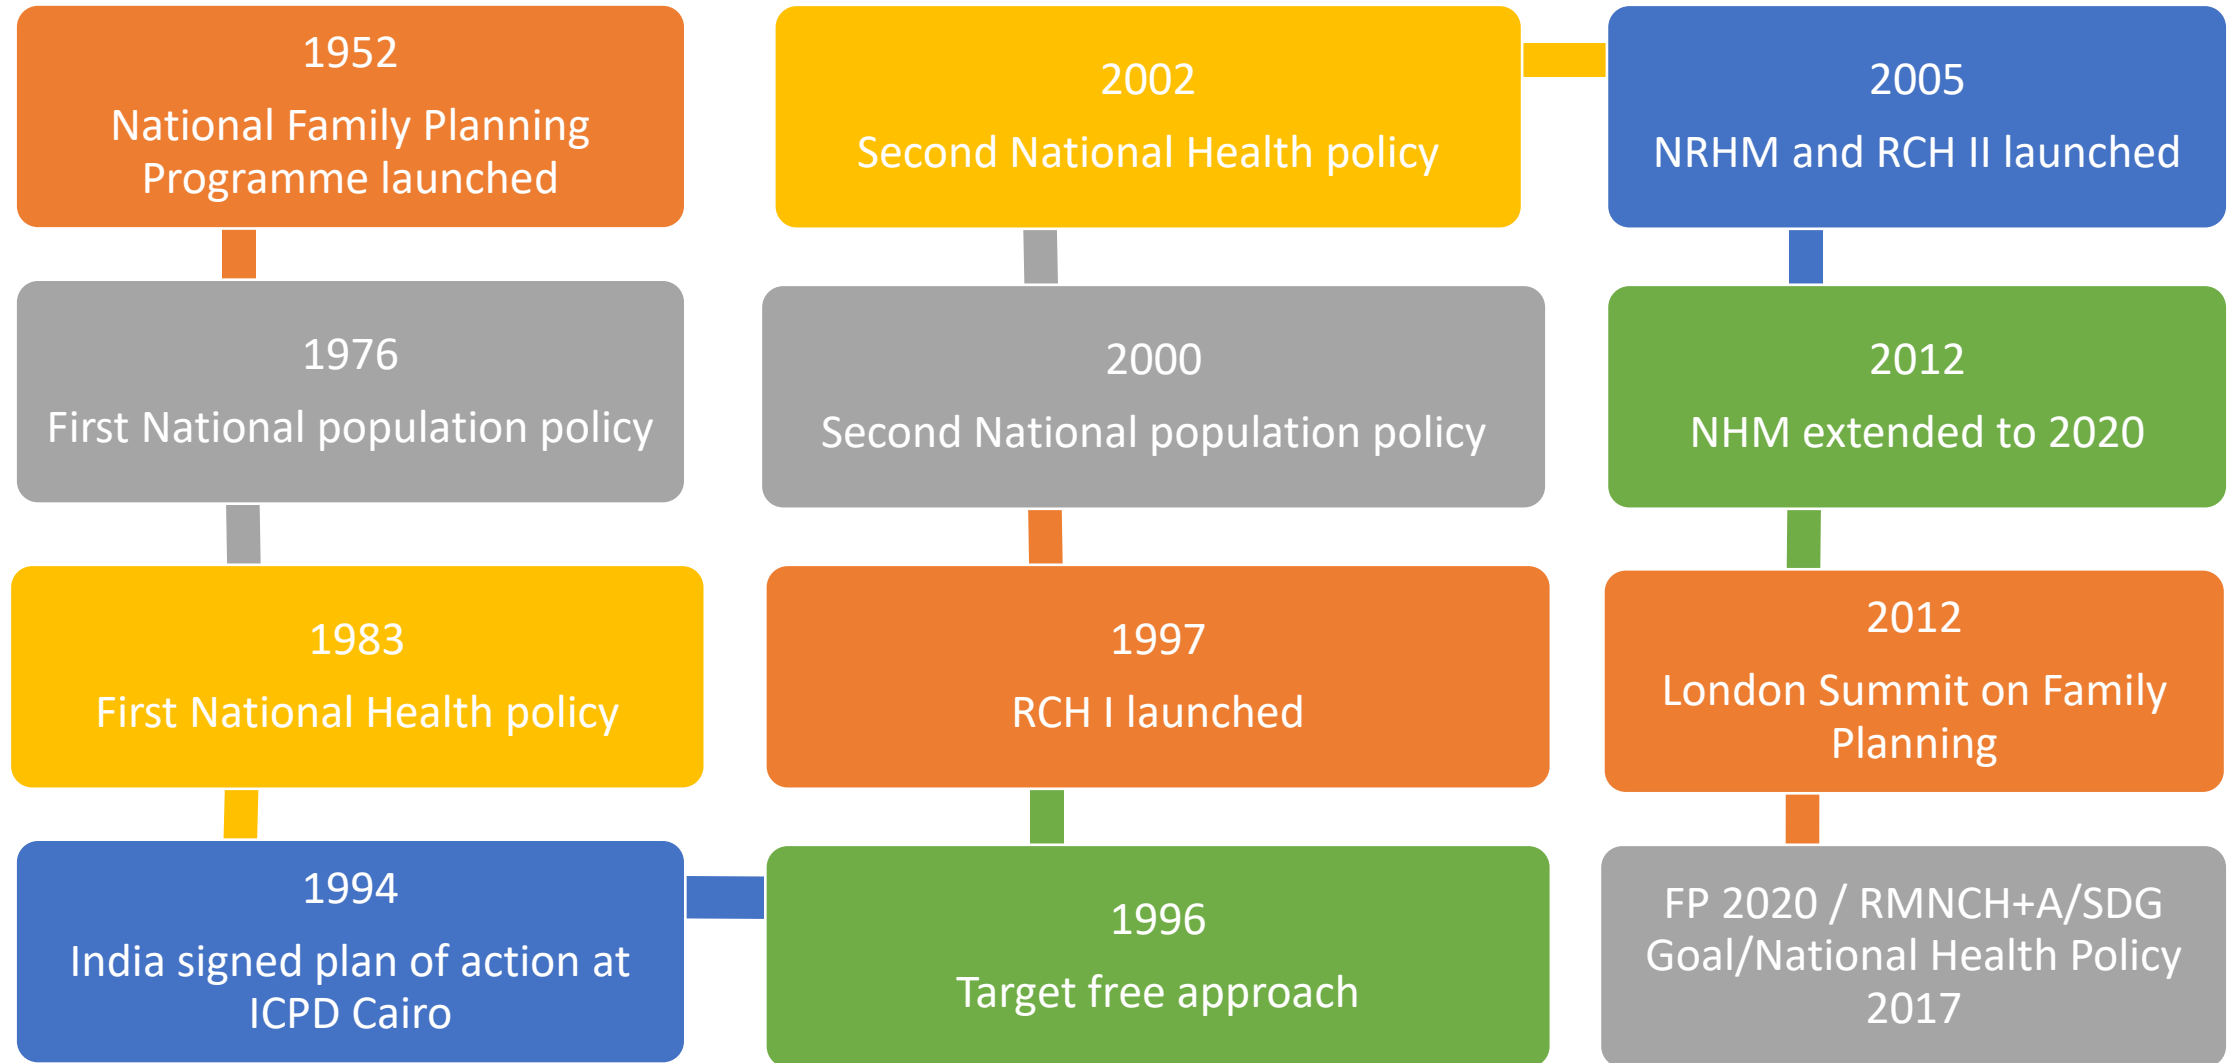 1952
National Family Planning
Programme launched
1976
First National population policy
1983
First National Health policy
1994
India signed plan of action at
ICPD Cairo
1996
Target free approach
1997
RCH I launched
2000
Second National population policy
2002
Second National Health policy
2005
NRHM and RCH II launched
2012
NHM extended to 2020
2012
London Summit on Family
Planning
FP 2020 / RMNCH+A/SDG
Goal/National Health Policy
2017